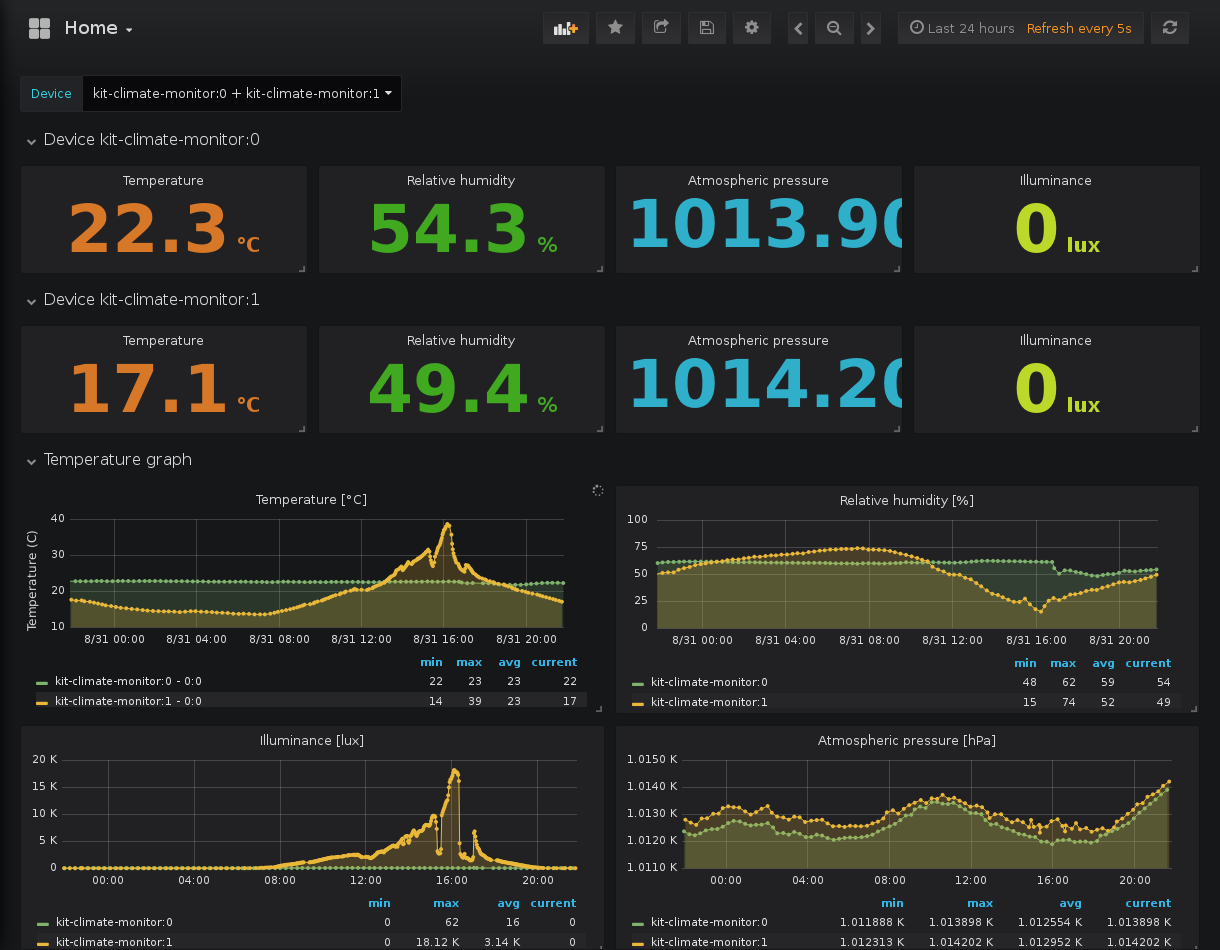 Home
Last 24 hours Refresh every 5s
Device kit-climate-monitor:0 + kit-climate-monitor:1
Device kit-climate-monitor:0
Temperature Relative humidity Atmospheric pressure Illuminance
22.3 °C 54.3 % 1013.90 0 lux
Device kit-climate-monitor:1
Temperature Relative humidity Atmospheric pressure Illuminance
17.1 °C 49.4 % 1014.20 0 lux
Temperature graph
Temperature [°C]
Temperature (C)
40
30
20
10
8/31 00:00 8/31 04:00 8/31 08:00 8/31 12:00 8/31 16:00 8/31 20:00
min max avg current
kit-climate-monitor:0 - 0:0 22 23 23 22
kit-climate-monitor:1 - 0:0 14 39 23 17
Relative humidity [%]
100
75
50
25
0
8/31 00:00 8/31 04:00 8/31 08:00 8/31 12:00 8/31 16:00 8/31 20:00
min max avg current
kit-climate-monitor:0 48 62 59 54
kit-climate-monitor:1 15 74 52 49
Illuminance [lux]
20 K
15 K
10 K
5 K
0
00:00 04:00 08:00 12:00 16:00 20:00
min max avg current
kit-climate-monitor:0 0 62 16 0
kit-climate-monitor:1 0 18.12 K 3.14 K 0
Atmospheric pressure [hPa]
1.0150 K
1.0140 K
1.0130 K
1.0120 K
1.0110 K
00:00 04:00 08:00 12:00 16:00 20:00
min max avg current
kit-climate-monitor:0 1.011888 K 1.013898 K 1.012554 K 1.013898 K
kit-climate-monitor:1 1.012313 K 1.014202 K 1.012952 K 1.014202 K